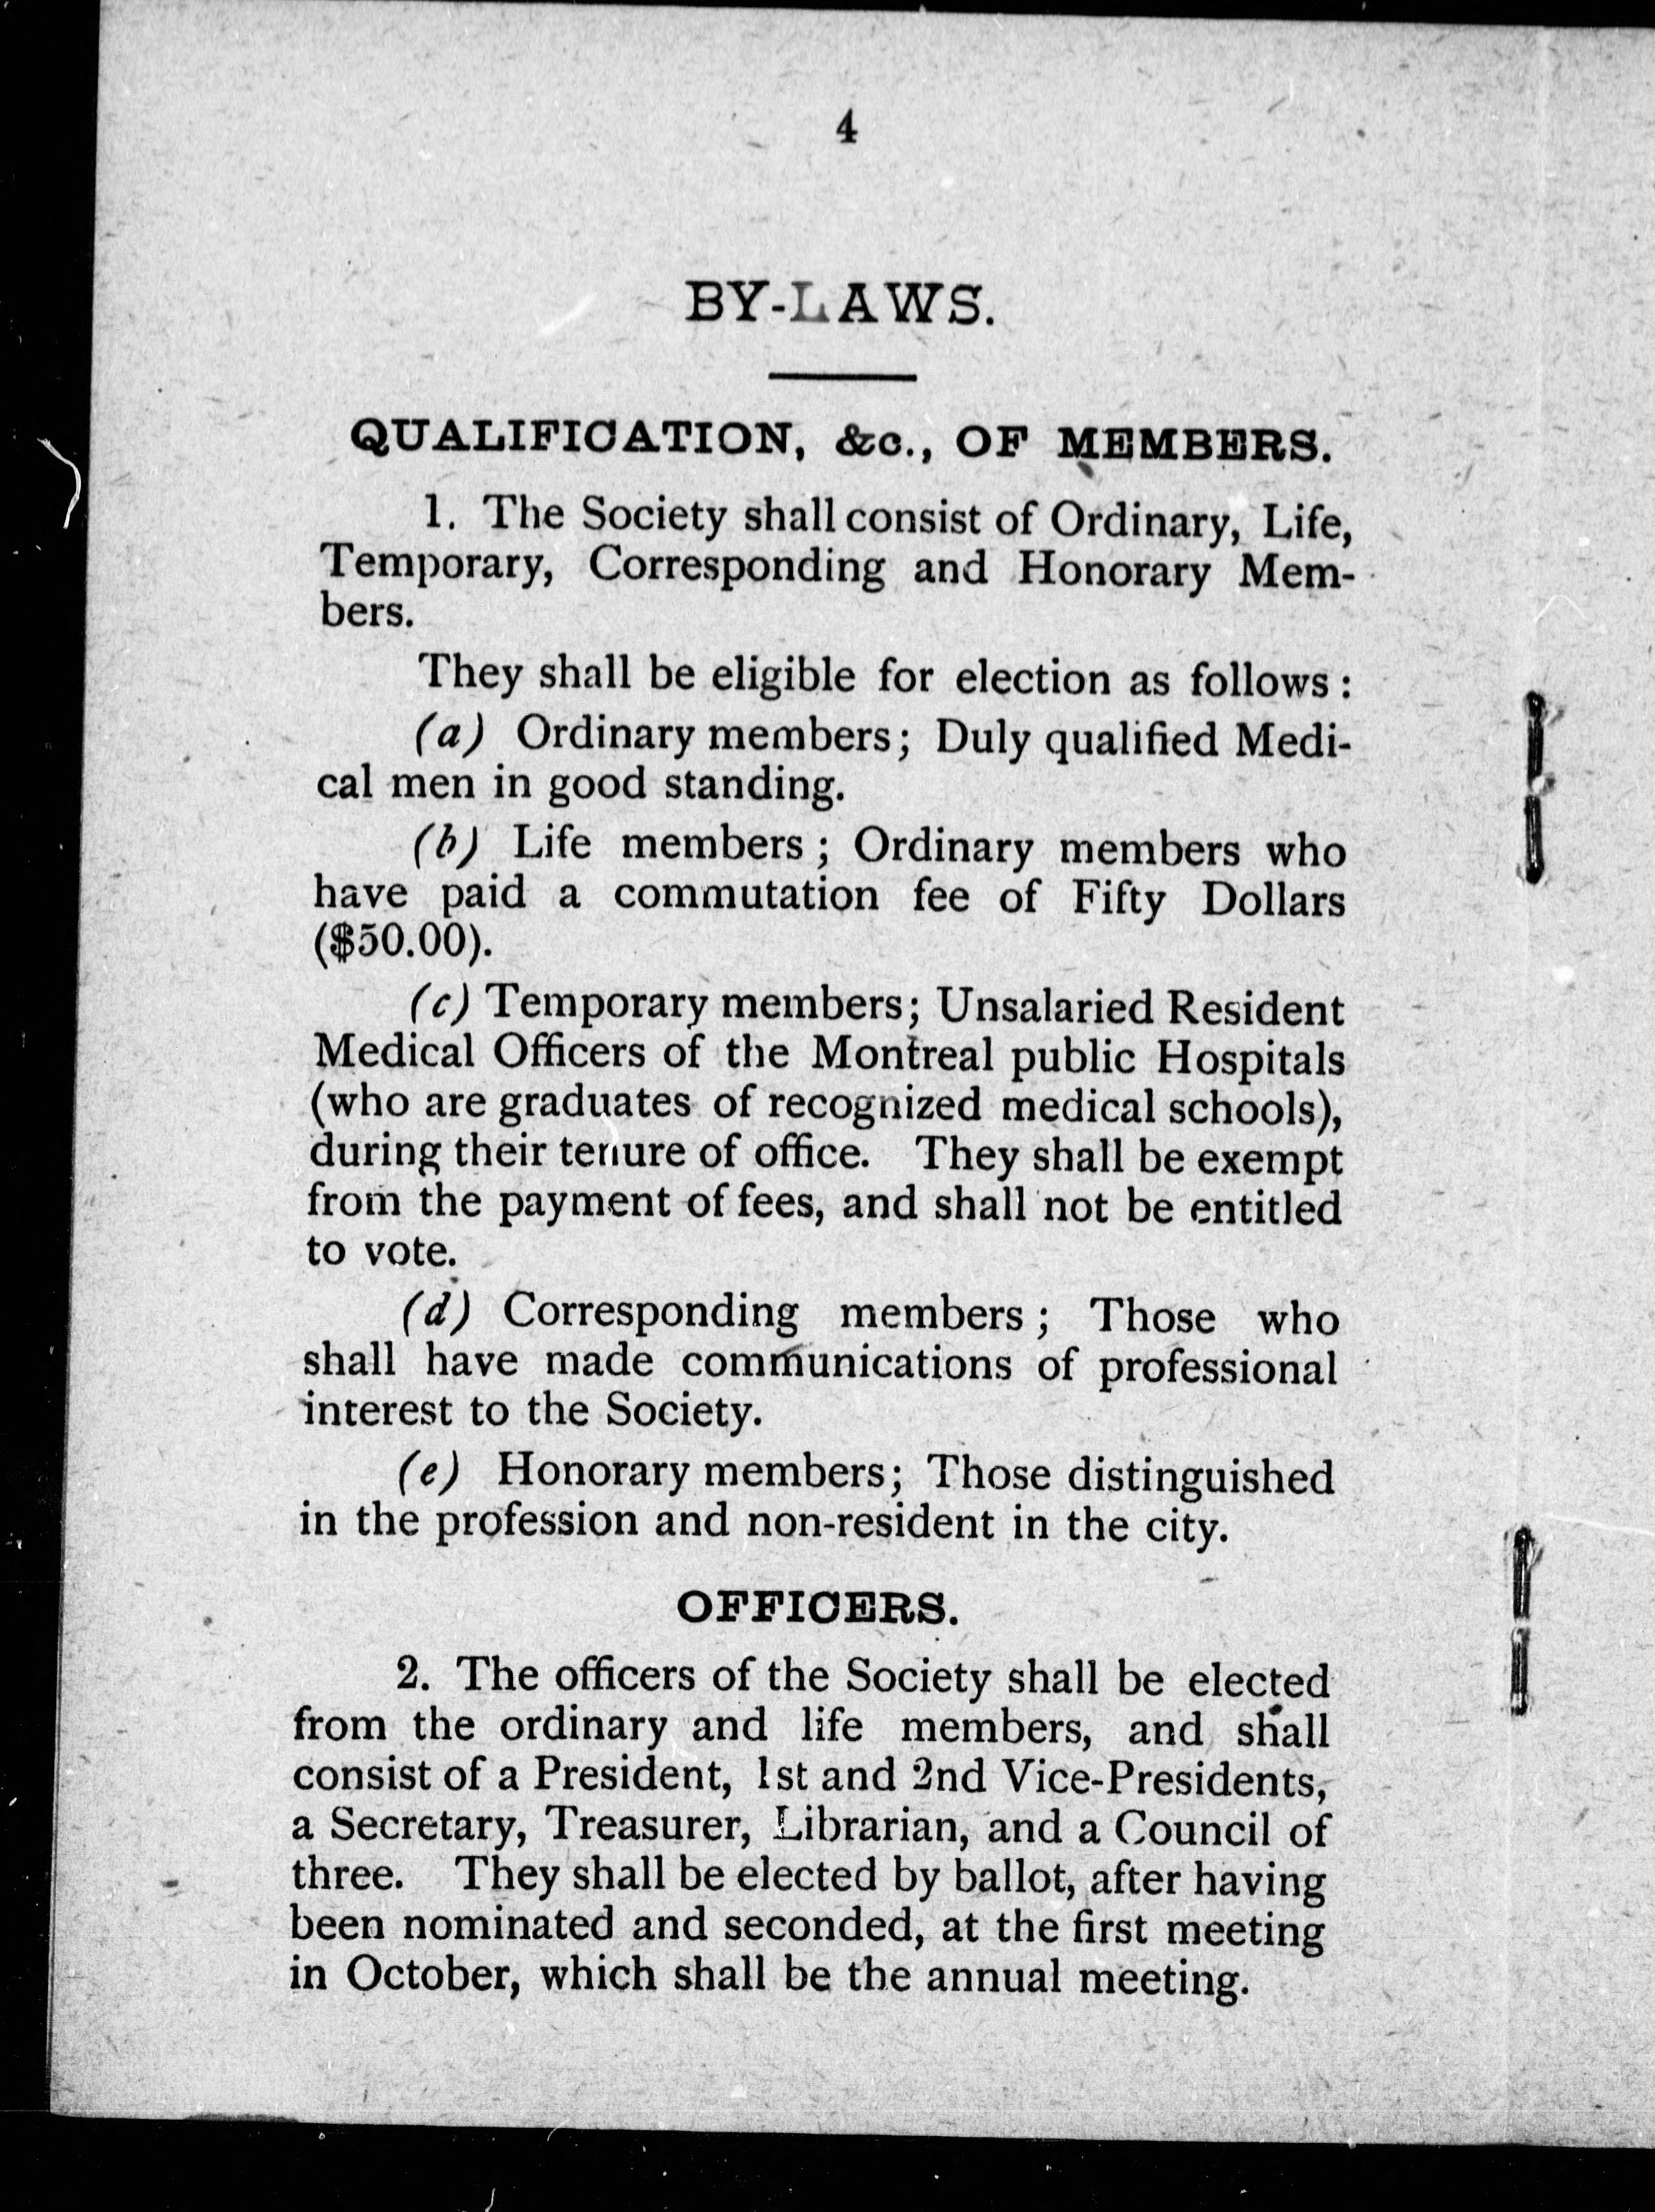 4
BY-LAWS.
QUALIFICATION, &c., OF MEMBERS.
1. The Society shall consist of Ordinary, Life,
Temporary, Corresponding and Honorary Mem-
bers.
They shall be eligible for election as follows :
(a) Ordinary members; Duly qualified Medi-
cal men in good standing.
(b) Life members ; Ordinary members who
have paid a commutation fee of Fifty Dollars
($50.00).
(c) Temporary members; Unsalaried Resident
Medical Officers of the Montreal public Hospitals
(who are graduates of recognized medical schools),
during their tenure of office. They shall be exempt
from the payment of fees, and shall not be entitled
to vote.
(d) Corresponding members ; Those who
shall have made communications of professional
interest to the Society.
(e) Honorary members; Those distinguished
in the profession and non-resident in the city.
OFFICERS.
2. The officers of the Society shall be elected
from the ordinary and life members, and shall
consist of a President, 1st and 2nd Vice-Presidents,
a Secretary, Treasurer, Librarian, and a Council of
three. They shall be elected by ballot, after having
been nominated and seconded, at the first meeting
in October, which shall be the annual meeting.